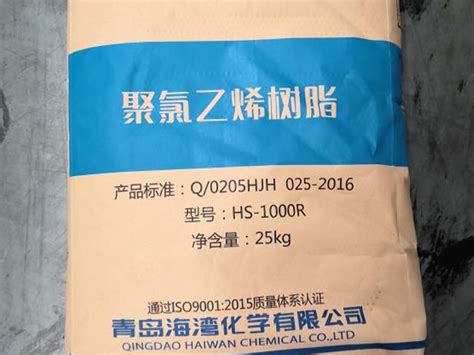 聚氯乙烯树脂
产品标准：Q/0205HJH 025-2016
型号：HS-1000R
净含量：25kg
通过ISO9001:2015质量体系认证
青岛海湾化学有限公司
QINGDAO HAIWAN CHEMICAL CO.,LTD